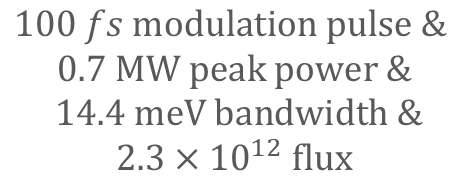 100 fs modulation pulse &
0.7 MW peak power &
14.4 meV bandwidth &
2.3 × 10¹² flux